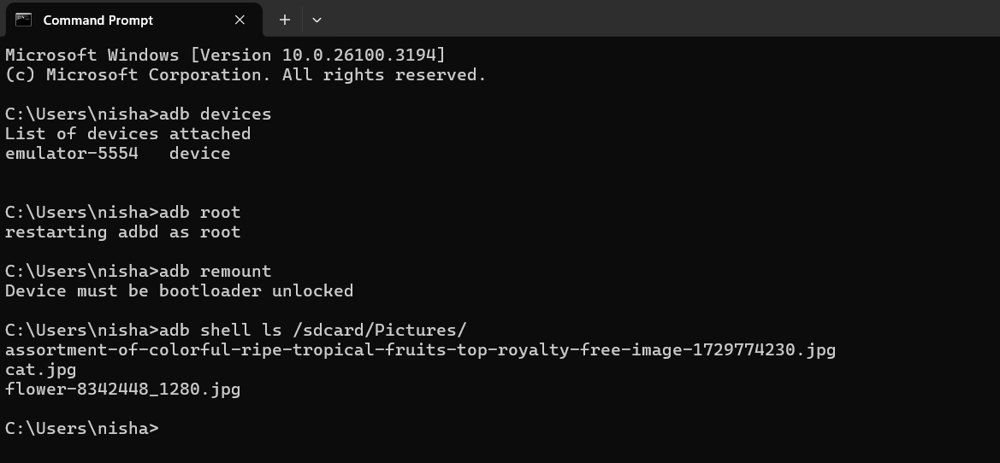 Command Prompt
Microsoft Windows [Version 10.0.26100.3194]
(c) Microsoft Corporation. All rights reserved.
C:\Users\nisha>adb devices
List of devices attached
emulator-5554   device
C:\Users\nisha>adb root
restarting adbd as root
C:\Users\nisha>adb remount
Device must be bootloader unlocked
C:\Users\nisha>adb shell ls /sdcard/Pictures/
assortment-of-colorful-ripe-tropical-fruits-top-royalty-free-image-1729774230.jpg
cat.jpg
flower-8342448_1280.jpg
C:\Users\nisha>